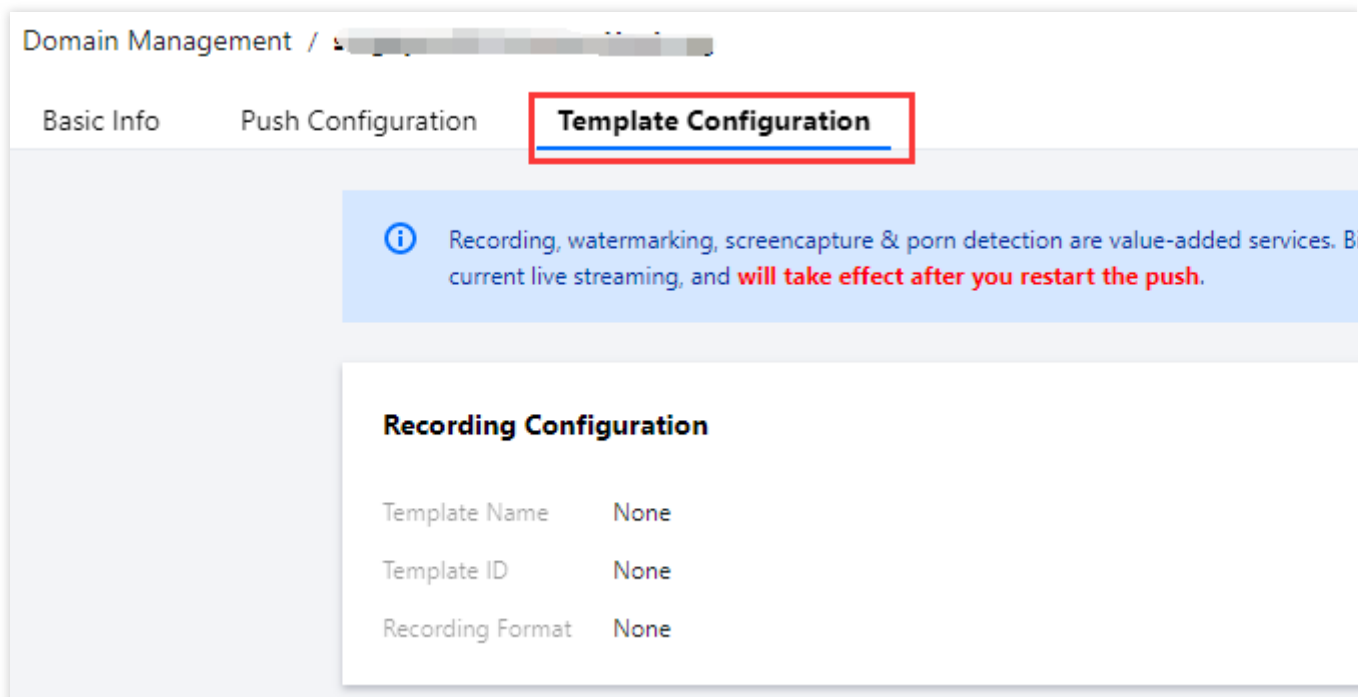 Domain Management /
Basic Info Push Configuration Template Configuration
Recording, watermarking, screencapture & porn detection are value-added services.
current live streaming, and will take effect after you restart the push.
Recording Configuration
Template Name None
Template ID None
Recording Format None